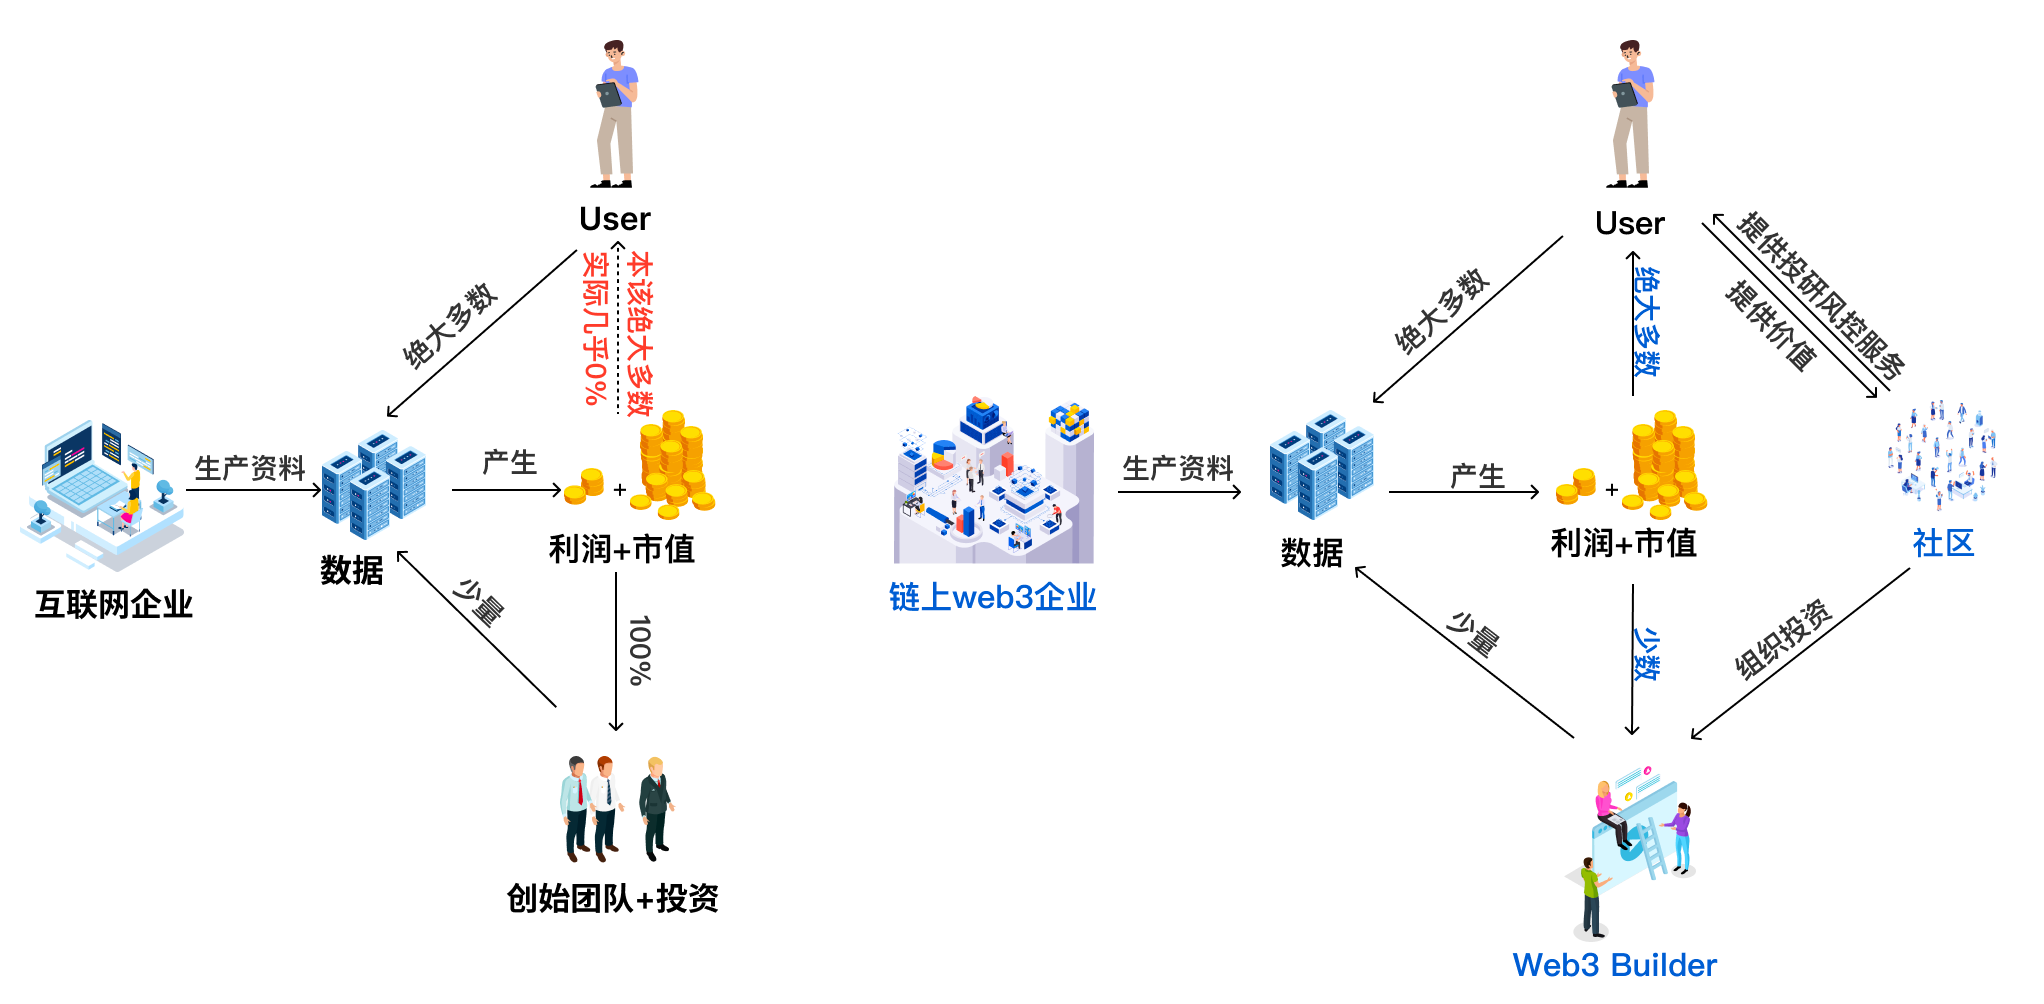 User
绝大多数
实际几乎0%
本该绝大多数
生产资料
产生
+
互联网企业
数据
利润+市值
少量
100%
创始团队+投资
User
绝大多数
绝大多数
提供投研风控服务
提供价值
生产资料
产生
+
链上web3企业
数据
利润+市值
社区
少量
少数
组织投资
Web3 Builder